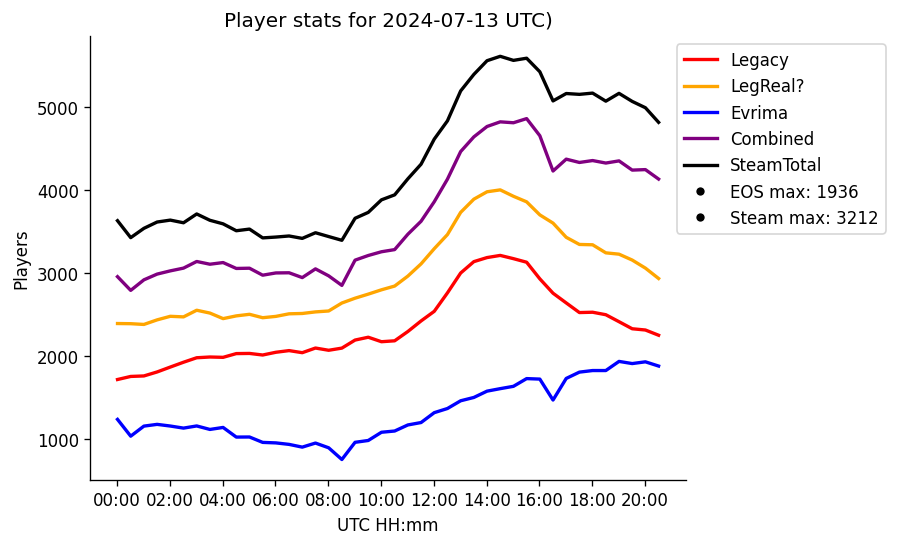 Player stats for 2024-07-13 UTC)
Legacy
LegReal?
Evrima
Combined
SteamTotal
EOS max: 1936
Steam max: 3212
Players
5000
4000
3000
2000
1000
00:00 02:00 04:00 06:00 08:00 10:00 12:00 14:00 16:00 18:00 20:00
UTC HH:mm